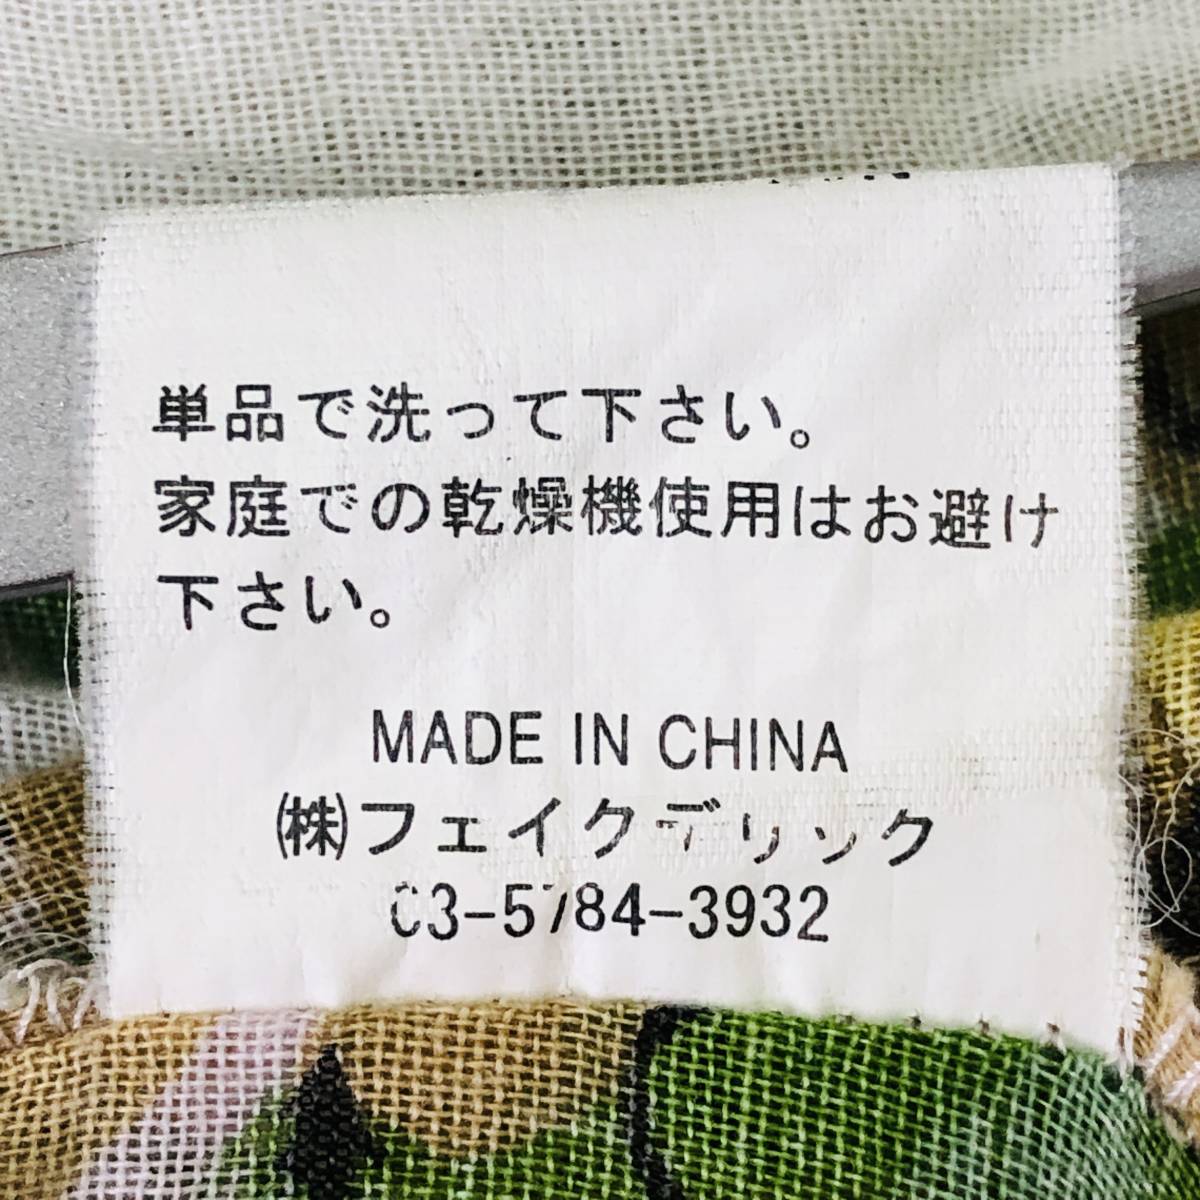 単品で洗って下さい。
家庭での乾燥機使用はお避け
下さい。
MADE IN CHINA
㈱フェイクデリック
03-5784-3932